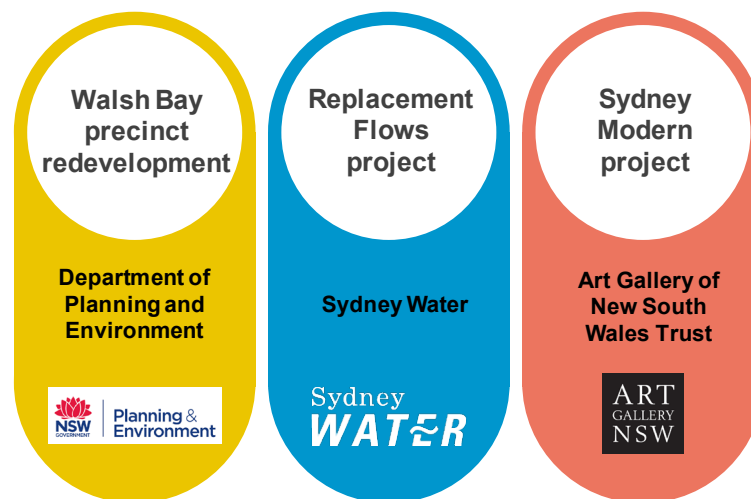 Walsh Bay
precinct
redevelopment
Department of
Planning and
Environment
NSW
GOVERNMENT
Planning &
Environment
Replacement
Flows
project
Sydney Water
Sydney
WATER
Sydney
Modern
project
Art Gallery of
New South
Wales Trust
ART
GALLERY
NSW